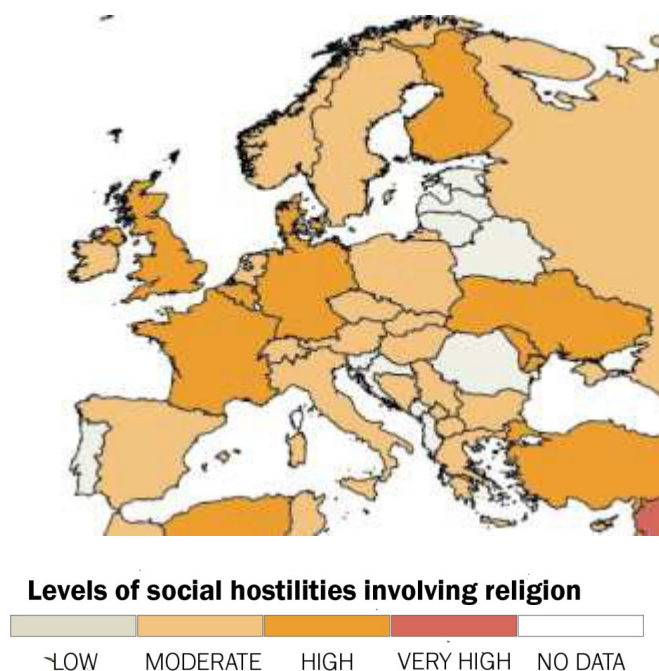 Levels of social hostilities involving religion
LOW MODERATE HIGH VERY HIGH NO DATA